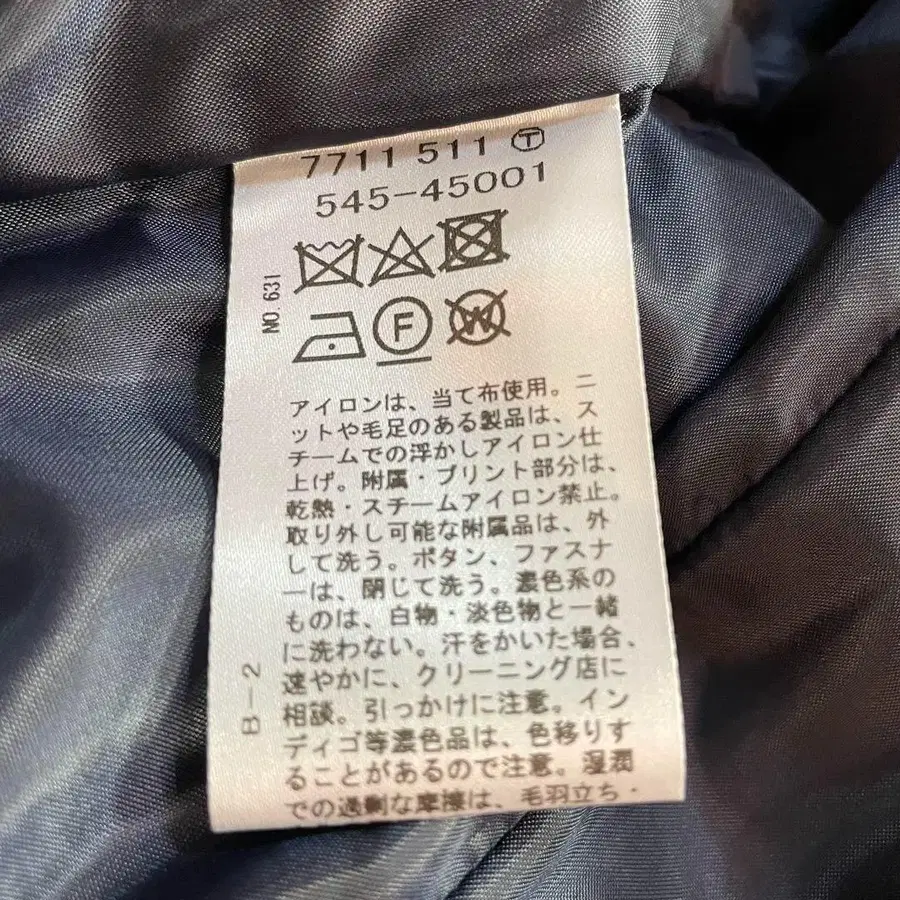 7711 511 Ⓣ
545-45001
NO.631
F
W
アイロンは、当て布使用。ニ
ットや毛足のある製品は、ス
チームでの浮かしアイロン仕
上げ。附属・プリント部分は、
乾熱・スチームアイロン禁止。
取り外し可能な附属品は、外
して洗う。ボタン、ファスナ
ーは、閉じて洗う。濃色系の
ものは、白物・淡色物と一緒
に洗わない。汗をかいた場合、
速やかに、クリーニング店に
相談。引っかけに注意。イン
ディゴ等濃色品は、色移りす
ることがあるので注意。湿潤
での過剰な摩擦は、毛羽立ち・
B-2